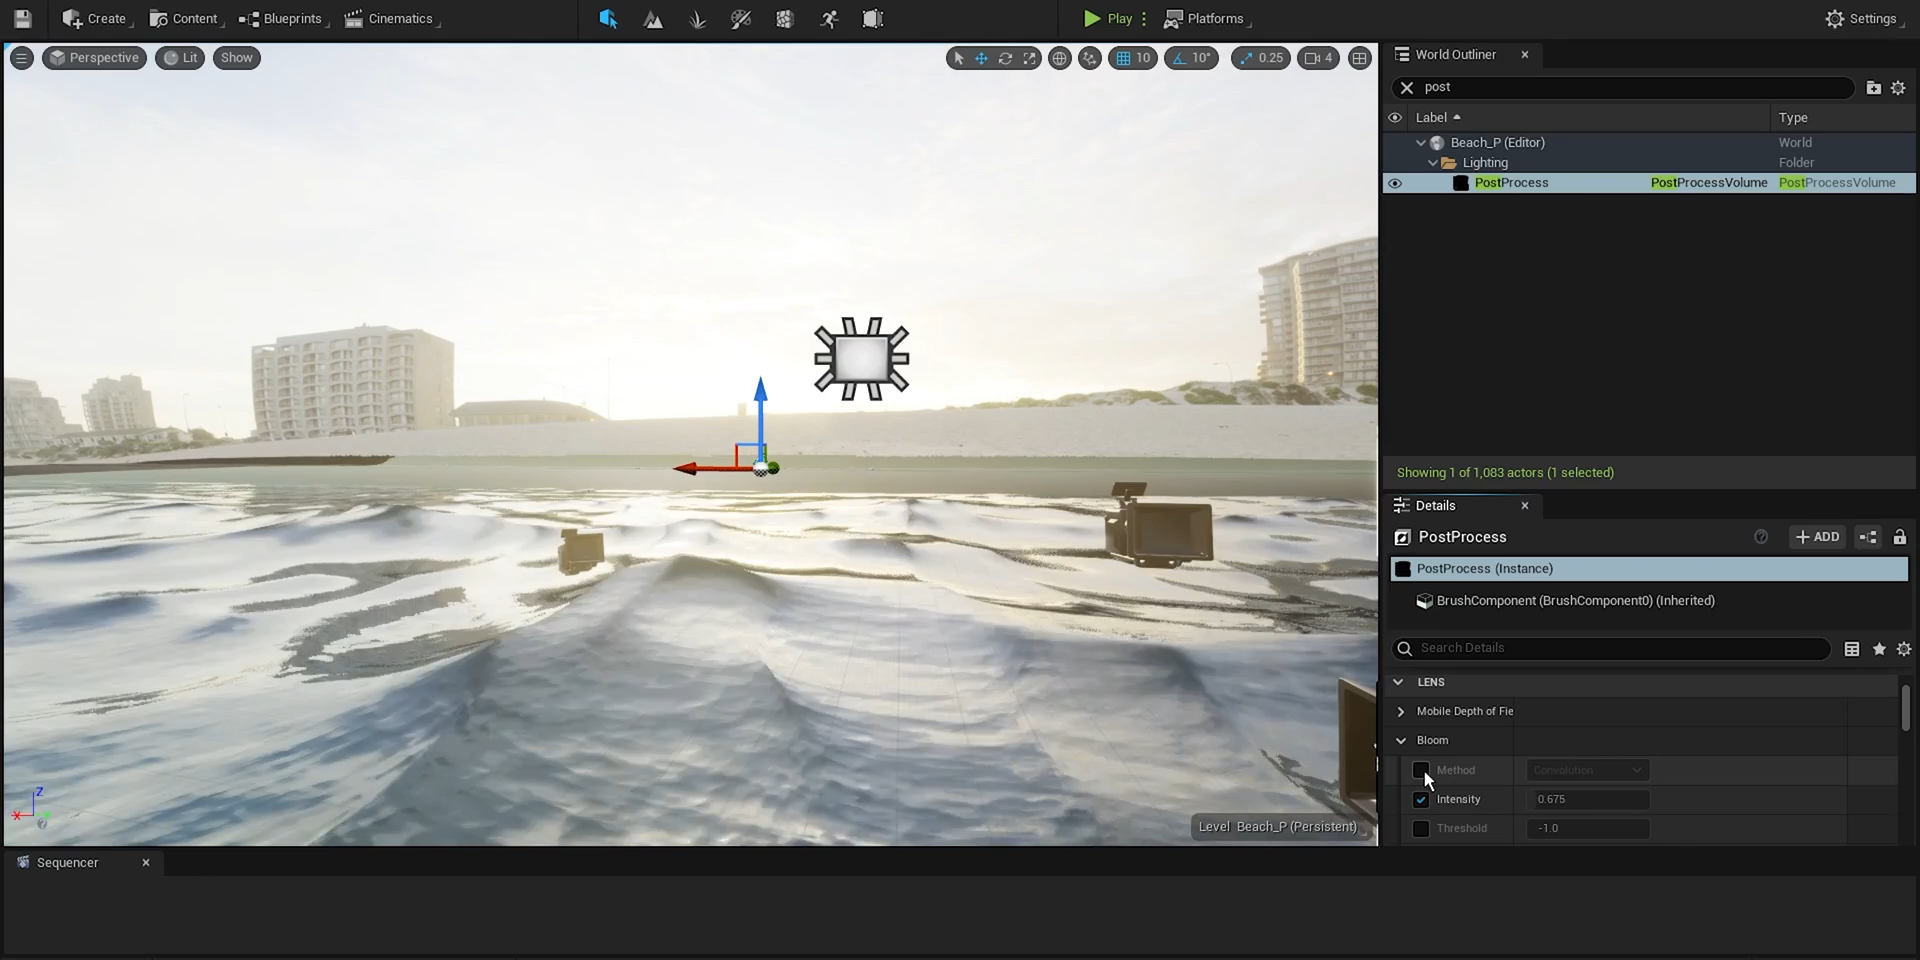 Create
Content
Blueprints
Cinematics
Play
Platforms
Settings
Perspective
Lit
Show
10
10°
0.25
4
World Outliner
post
Label
Type
Beach_P (Editor)
World
Lighting
Folder
PostProcess
PostProcessVolume
PostProcessVolume
Showing 1 of 1,083 actors (1 selected)
Details
PostProcess
ADD
PostProcess (Instance)
BrushComponent (BrushComponent0) (Inherited)
Search Details
LENS
Mobile Depth of Fie
Bloom
Method
Convolution
Intensity
0.675
Threshold
-1.0
Z
X
Level Beach_P (Persistent)
Sequencer